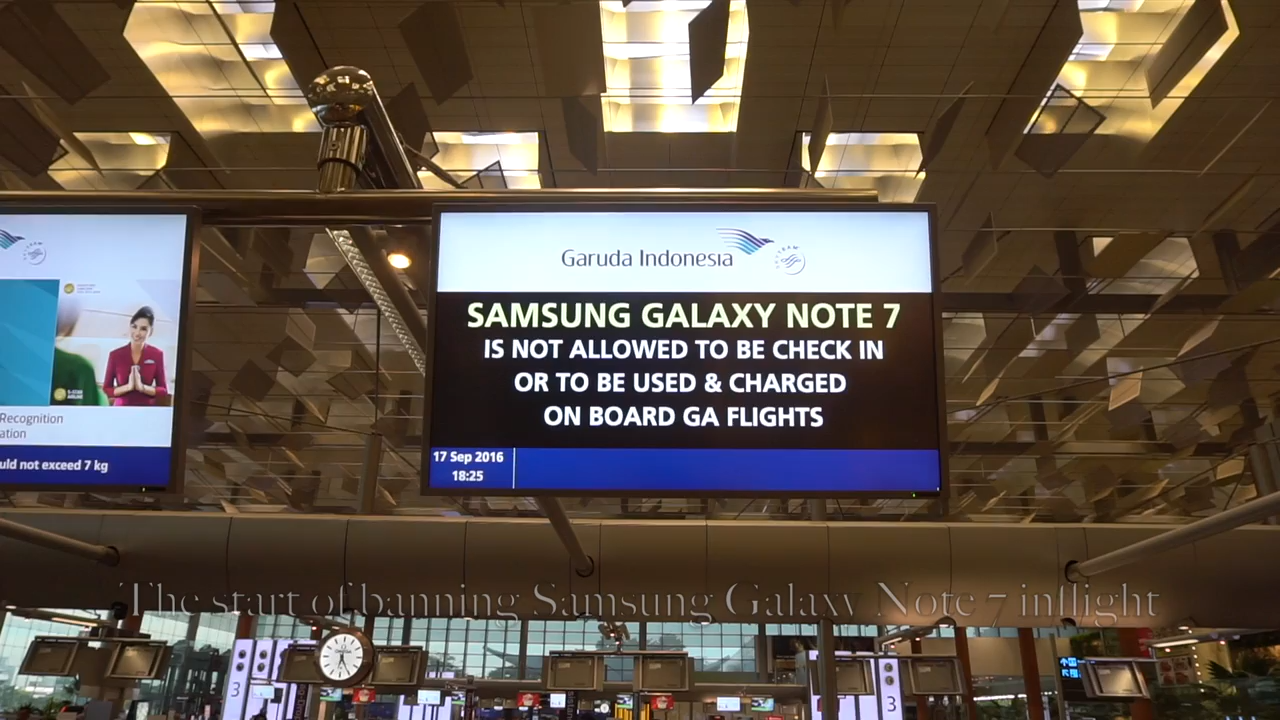 Garuda Indonesia
SAMSUNG GALAXY NOTE 7
IS NOT ALLOWED TO BE CHECK IN
OR TO BE USED & CHARGED
ON BOARD GA FLIGHTS
17 Sep 2016
18:25
Recognition
ation
uld not exceed 7 kg
The start of banning Samsung Galaxy Note 7 inflight
3
3